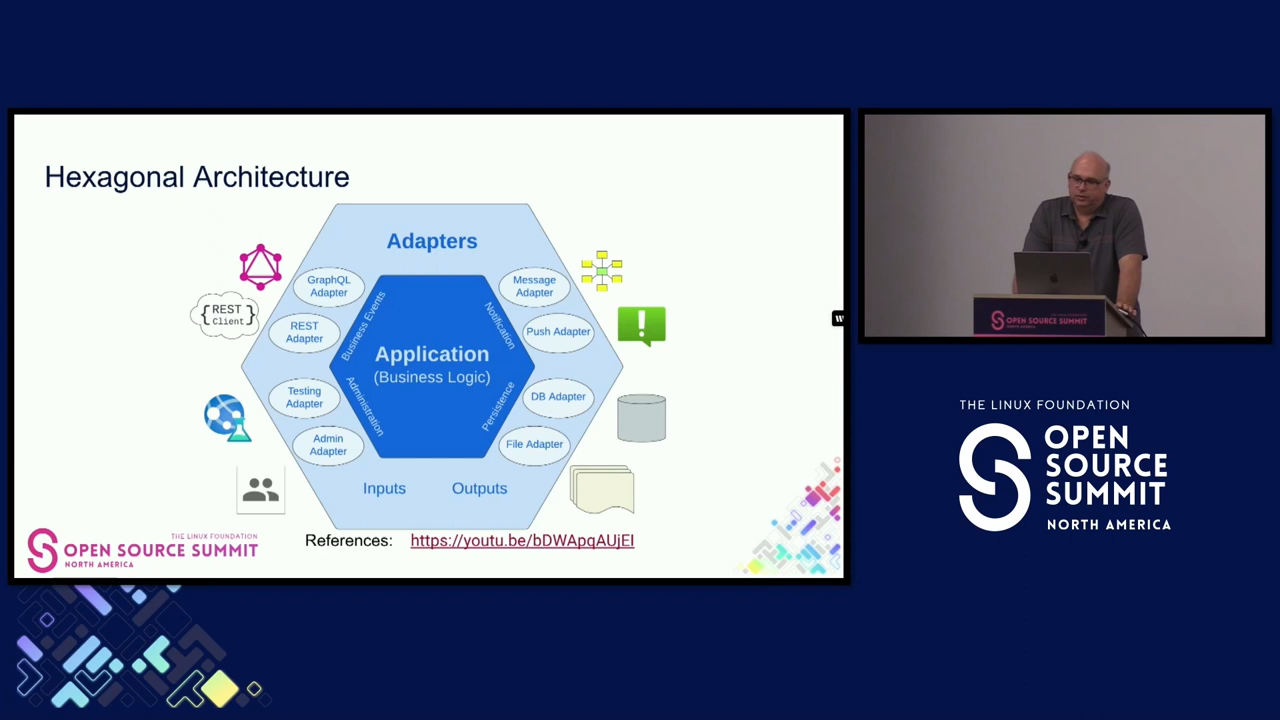 Hexagonal Architecture
Adapters
GraphQL
Adapter
{REST}
Client
REST
Adapter
Testing
Adapter
Admin
Adapter
Business Events
Administration
Application
(Business Logic)
Notification
Persistence
Message
Adapter
Push Adapter
DB Adapter
File Adapter
Inputs
Outputs
References: https://youtu.be/bDWApqAUjEI
THE LINUX FOUNDATION
OPEN SOURCE SUMMIT
NORTH AMERICA
W
OPEN SOURCE SUMMIT
THE LINUX FOUNDATION
OPEN
SOURCE
SUMMIT
NORTH AMERICA